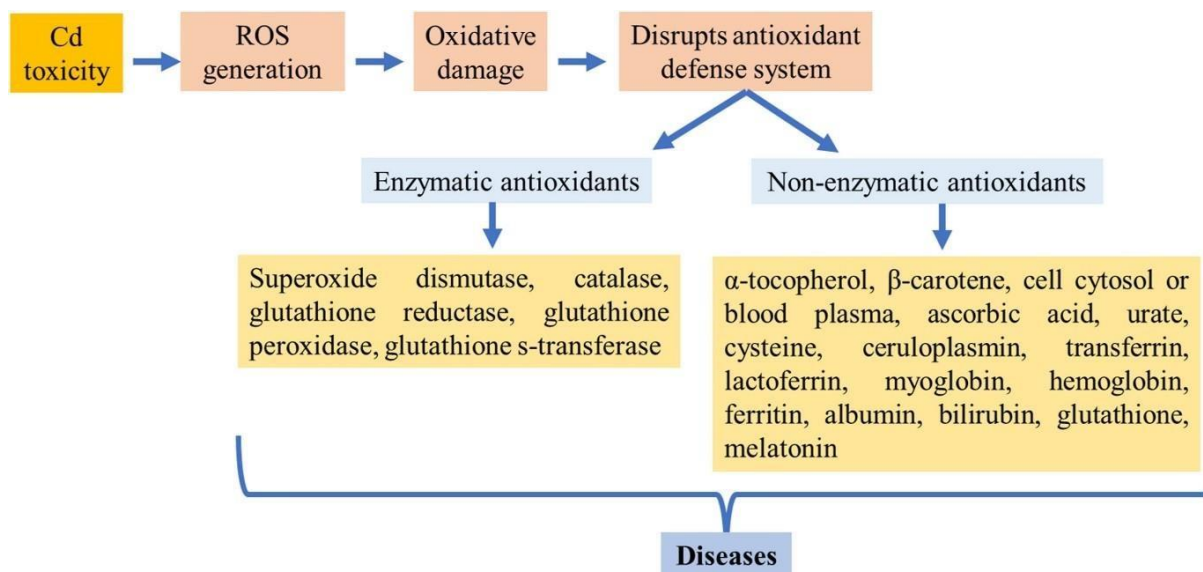 Cd
toxicity
ROS
generation
Oxidative
damage
Disrupts antioxidant
defense system
Enzymatic antioxidants
Non-enzymatic antioxidants
Superoxide dismutase, catalase,
glutathione reductase, glutathione
peroxidase, glutathione s-transferase
α-tocopherol, β-carotene, cell cytosol or
blood plasma, ascorbic acid, urate,
cysteine, ceruloplasmin, transferrin,
lactoferrin, myoglobin, hemoglobin,
ferritin, albumin, bilirubin, glutathione,
melatonin
Diseases